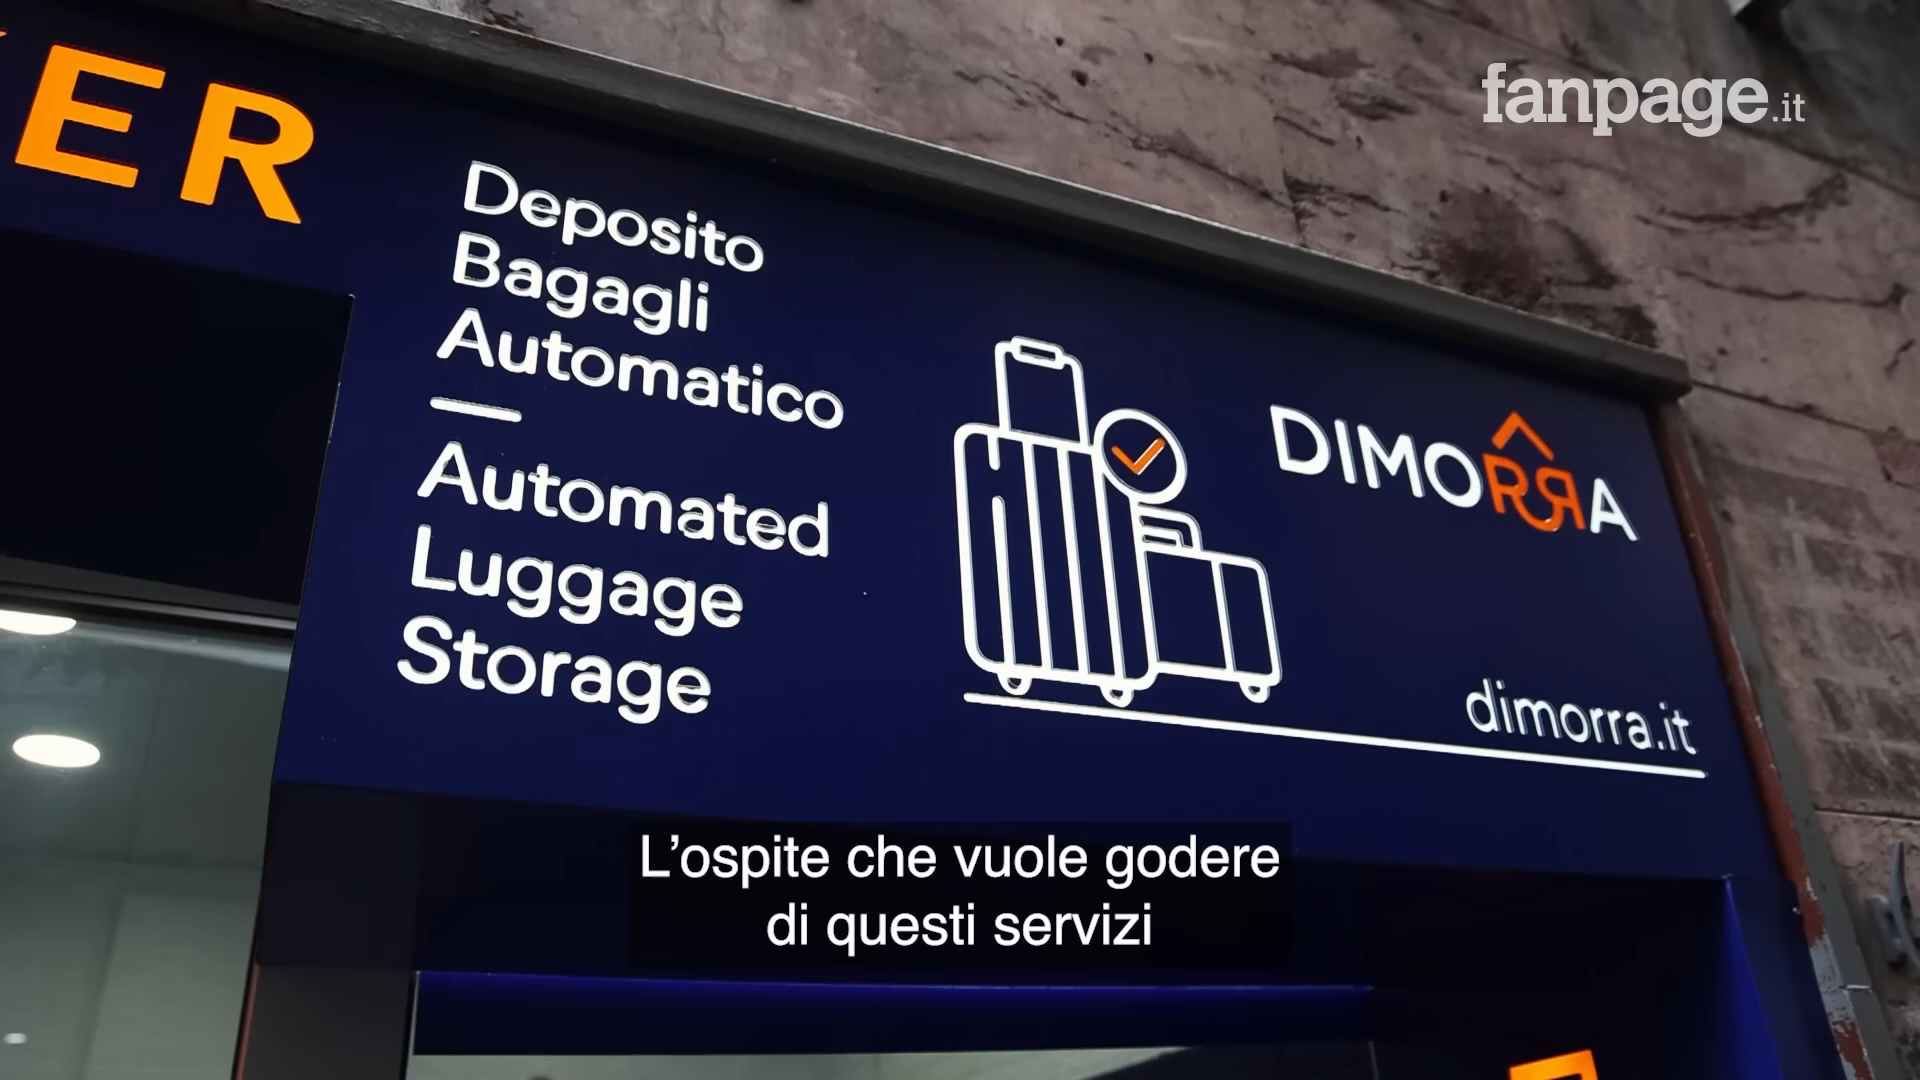 fanpage.it
ER
Deposito
Bagagli
Automatico
—
Automated
Luggage
Storage
DIMORRA
dimorra.it
L’ospite che vuole godere
di questi servizi